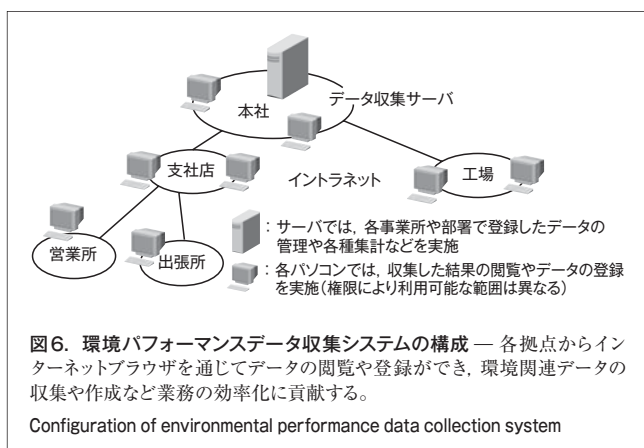 データ収集サーバ
本社
支社店
イントラネット
工場
営業所
出張所
：サーバでは，各事業所や部署で登録したデータの
管理や各種集計などを実施
：各パソコンでは，収集した結果の閲覧やデータの登録
を実施（権限により利用可能な範囲は異なる）
図6．環境パフォーマンスデータ収集システムの構成 ― 各拠点からイン
ターネットブラウザを通じてデータの閲覧や登録ができ，環境関連データの
収集や作成など業務の効率化に貢献する。
Configuration of environmental performance data collection system